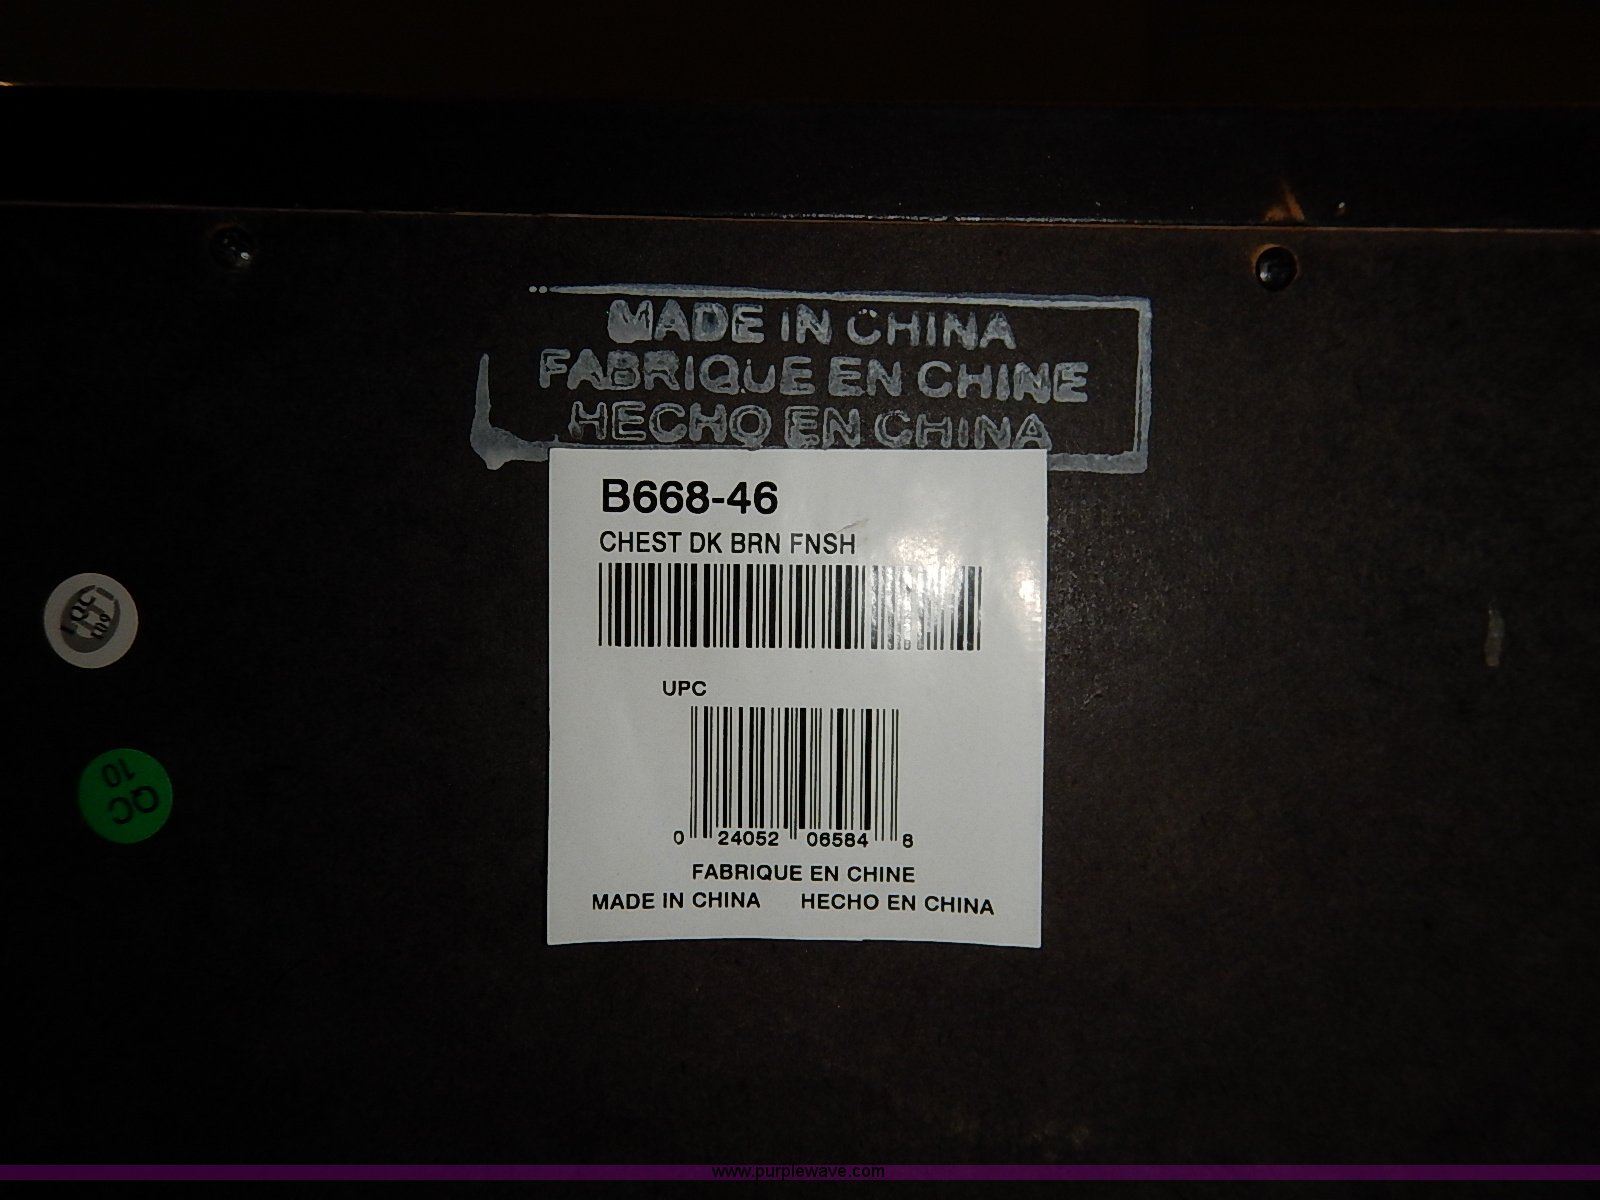 MADE IN CHINA
FABRIQUE EN CHINE
HECHO EN CHINA
B668-46
CHEST DK BRN FNSH
UPC
0 24052 06584 8
FABRIQUE EN CHINE
MADE IN CHINA HECHO EN CHINA
QC
QC
10
www.purplewave.com